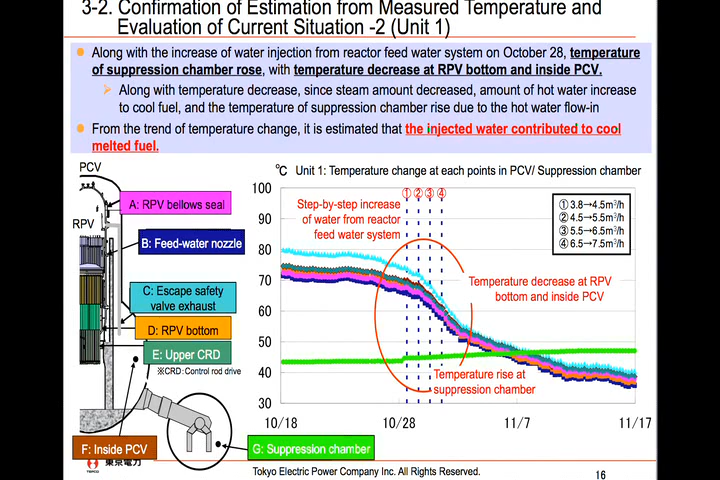 3-2. Confirmation of Estimation from Measured Temperature and
Evaluation of Current Situation -2 (Unit 1)
Along with the increase of water injection from reactor feed water system on October 28, temperature
of suppression chamber rose, with temperature decrease at RPV bottom and inside PCV.
Along with temperature decrease, since steam amount decreased, amount of hot water increase
to cool fuel, and the temperature of suppression chamber rise due to the hot water flow-in
From the trend of temperature change, it is estimated that the injected water contributed to cool
melted fuel.
PCV
RPV
A: RPV bellows seal
B: Feed-water nozzle
C: Escape safety
valve exhaust
D: RPV bottom
E: Upper CRD
※CRD: Control rod drive
F: Inside PCV
G: Suppression chamber
℃ Unit 1: Temperature change at each points in PCV/ Suppression chamber
100
90
80
70
60
50
40
30
10/18
10/28
11/7
11/17
① ② ③ ④
Step-by-step increase
of water from reactor
feed water system
① 3.8→4.5m³/h
② 4.5→5.5m³/h
③ 5.5→6.5m³/h
④ 6.5→7.5m³/h
Temperature decrease at RPV
bottom and inside PCV
Temperature rise at
suppression chamber
TEPCO
東京電力
Tokyo Electric Power Company Inc. All Rights Reserved.
16